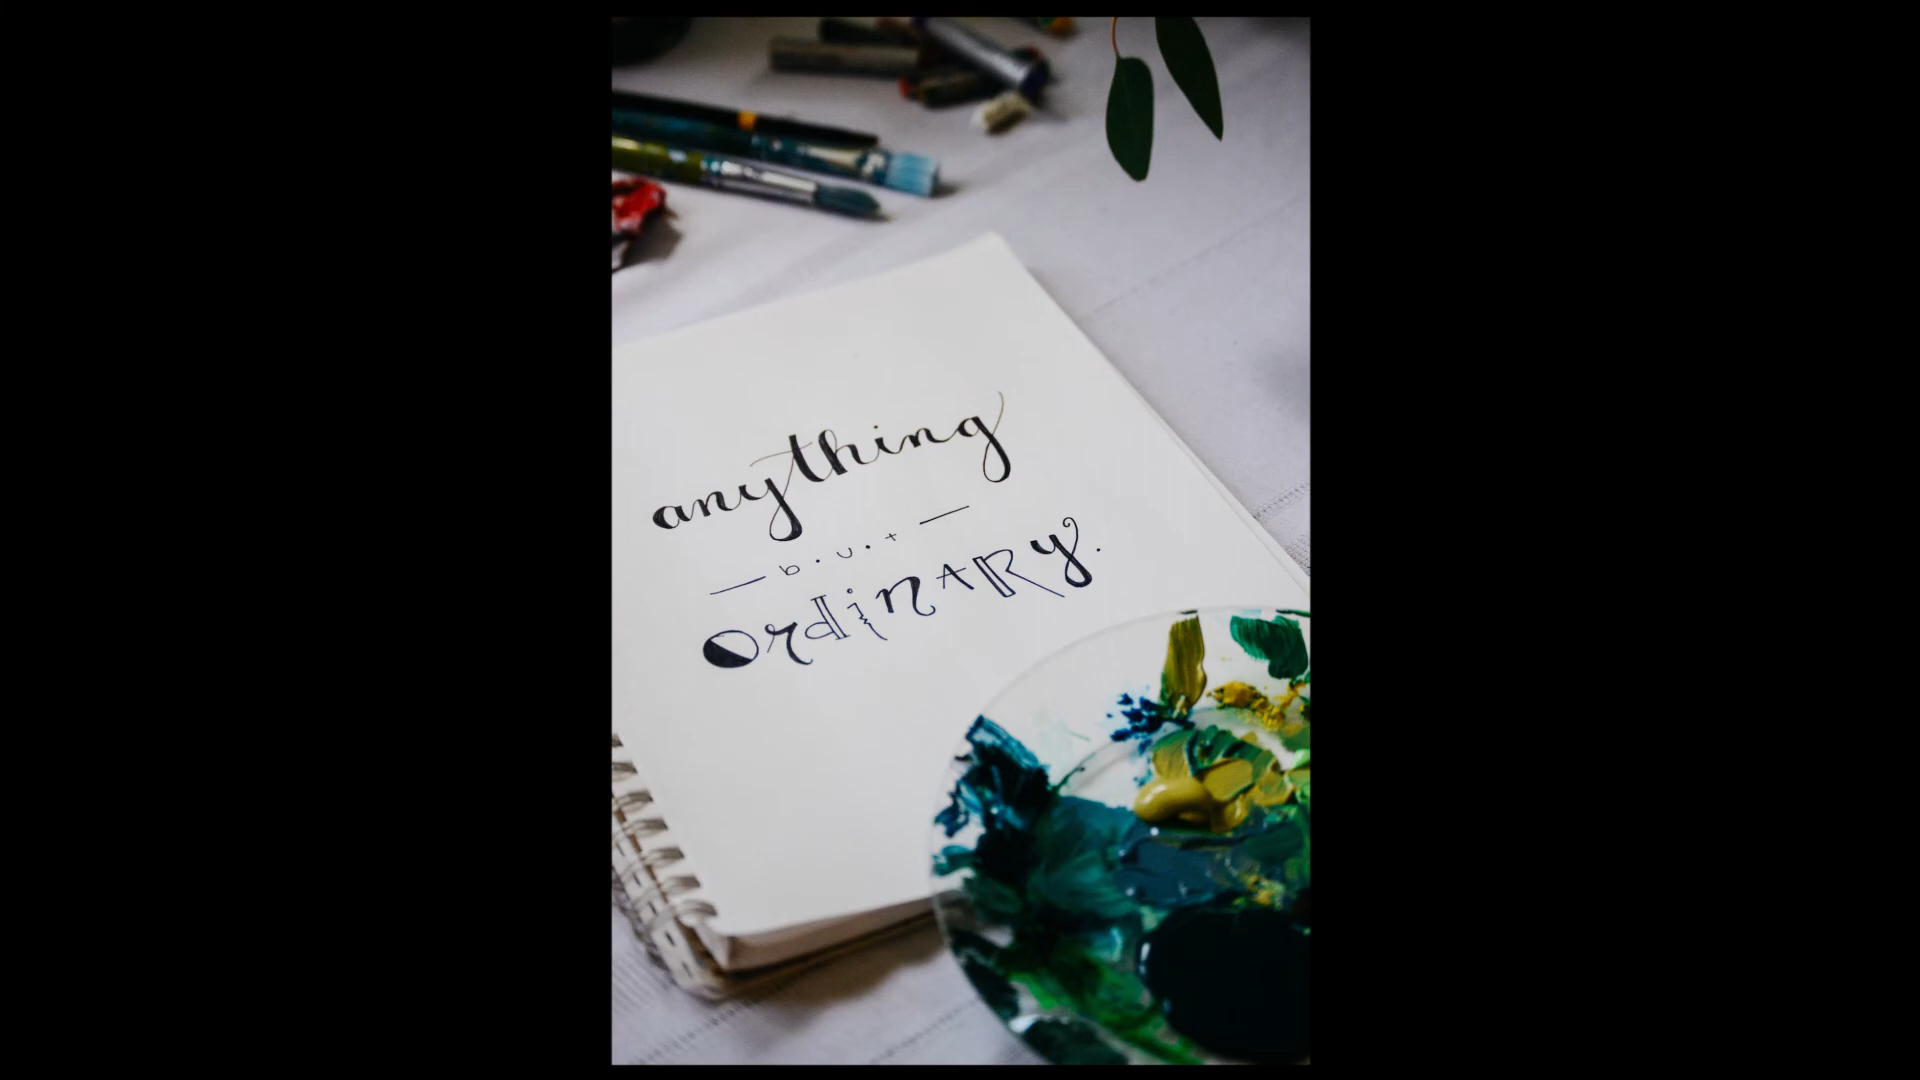 anything
— b.u.t —
ordinARy.